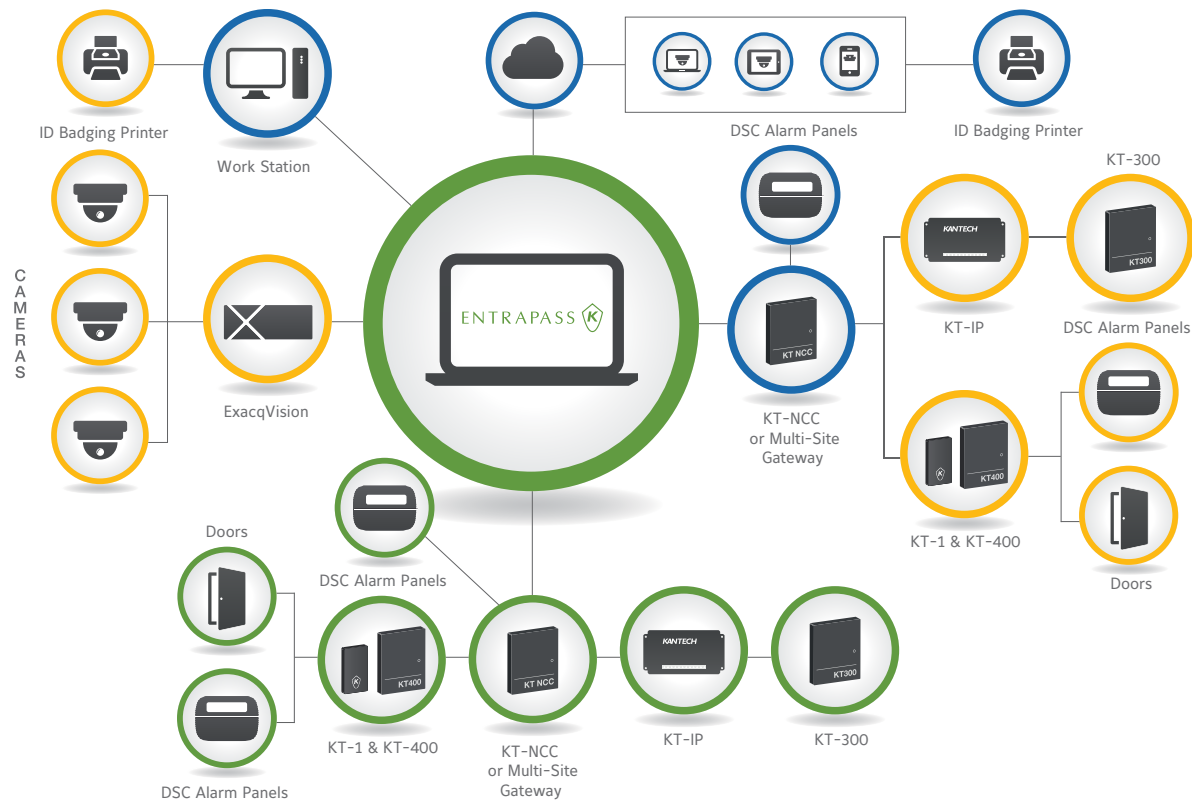 ID Badging Printer
Work Station
DSC Alarm Panels
ID Badging Printer
CAMERAS
ExacqVision
ENTRAPASS K
KT NCC
KT-NCC
or Multi-Site
Gateway
KANTECH
KT-IP
KT-300
KT300
DSC Alarm Panels
K
KT400
KT-1 & KT-400
Doors
DSC Alarm Panels
Doors
DSC Alarm Panels
K
KT400
KT-1 & KT-400
KT NCC
KT-NCC
or Multi-Site
Gateway
KANTECH
KT-IP
KT300
KT-300